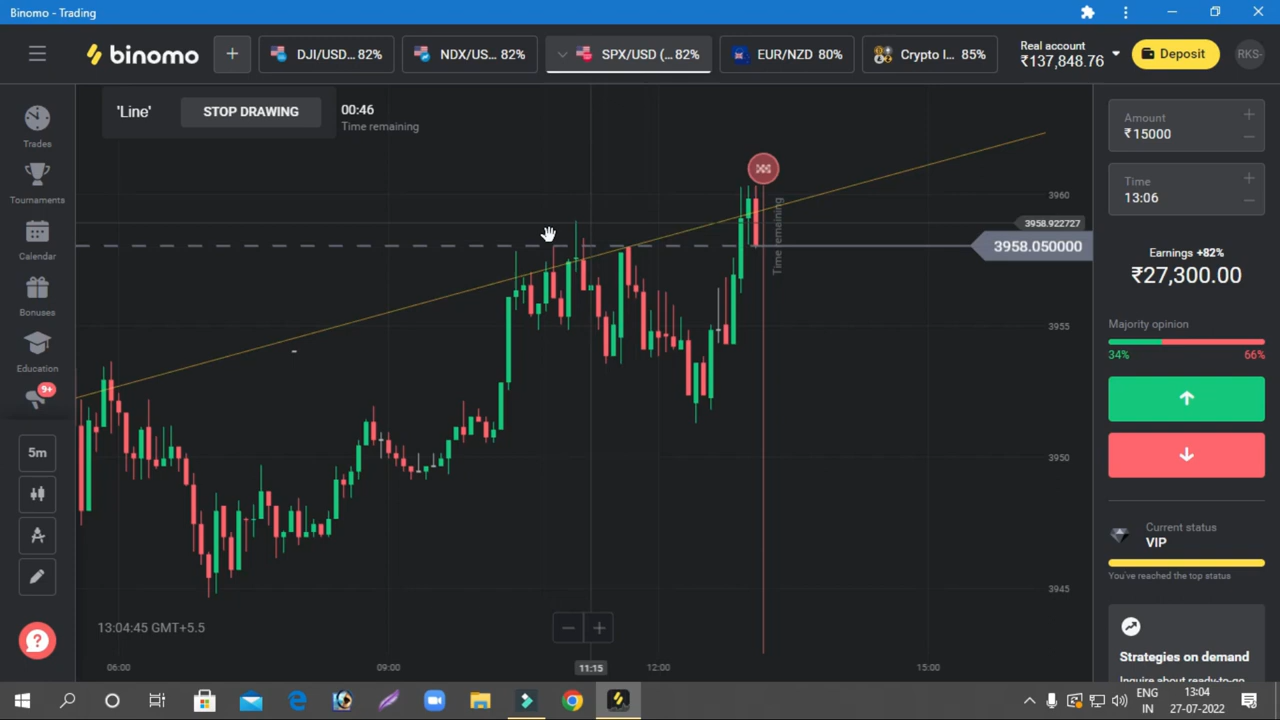 Binomo - Trading
binomo
+
DJI/USD... 82%
NDX/US... 82%
SPX/USD (... 82%
EUR/NZD 80%
Crypto I... 85%
Real account
₹137,848.76
Deposit
RKS-
Trades
Tournaments
Calendar
Bonuses
Education
9+
5m
?
'Line'
STOP DRAWING
00:46
Time remaining
Time remaining
3960
3958.922727
3958.050000
3955
3950
3945
13:04:45 GMT+5.5
06:00
09:00
11:15
12:00
15:00
Amount
₹15000
Time
13:06
Earnings +82%
₹27,300.00
Majority opinion
34%
66%
Current status
VIP
You've reached the top status
Strategies on demand
Inquire about ready-to-go
ENG
IN
13:04
27-07-2022